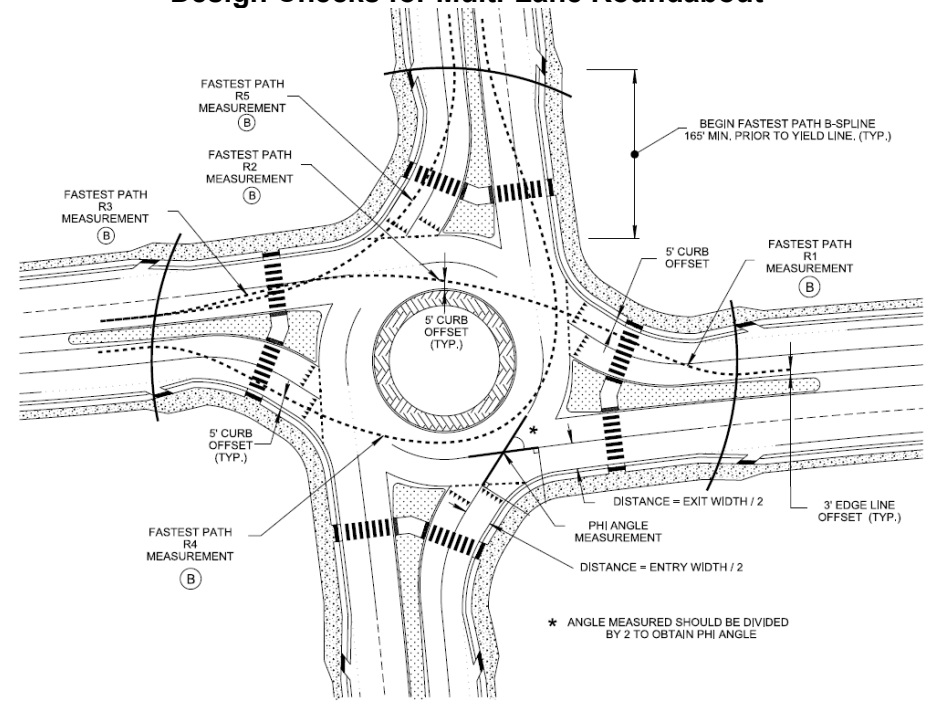 Design Checks for Multi-Lane Roundabout
FASTEST PATH
R5
MEASUREMENT
B
BEGIN FASTEST PATH B-SPLINE
165' MIN. PRIOR TO YIELD LINE, (TYP.)
FASTEST PATH
R2
MEASUREMENT
B
FASTEST PATH
R3
MEASUREMENT
B
5' CURB
OFFSET
FASTEST PATH
R1
MEASUREMENT
B
5' CURB
OFFSET
(TYP.)
*
5' CURB
OFFSET
(TYP.)
DISTANCE = EXIT WIDTH / 2
3' EDGE LINE
OFFSET (TYP.)
PHI ANGLE
MEASUREMENT
FASTEST PATH
R4
MEASUREMENT
B
DISTANCE = ENTRY WIDTH / 2
* ANGLE MEASURED SHOULD BE DIVIDED
BY 2 TO OBTAIN PHI ANGLE